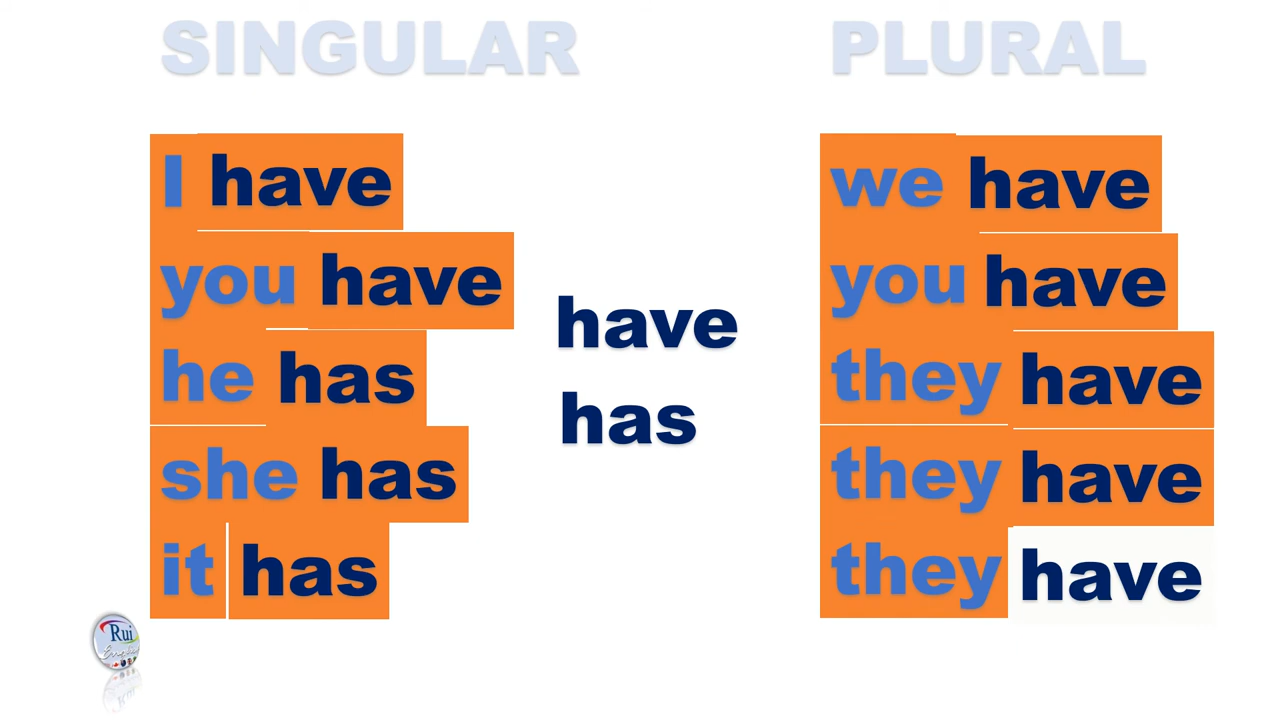 SINGULAR
I have
you have
he has
she has
it has
have
has
PLURAL
we have
you have
they have
they have
they have
Rui